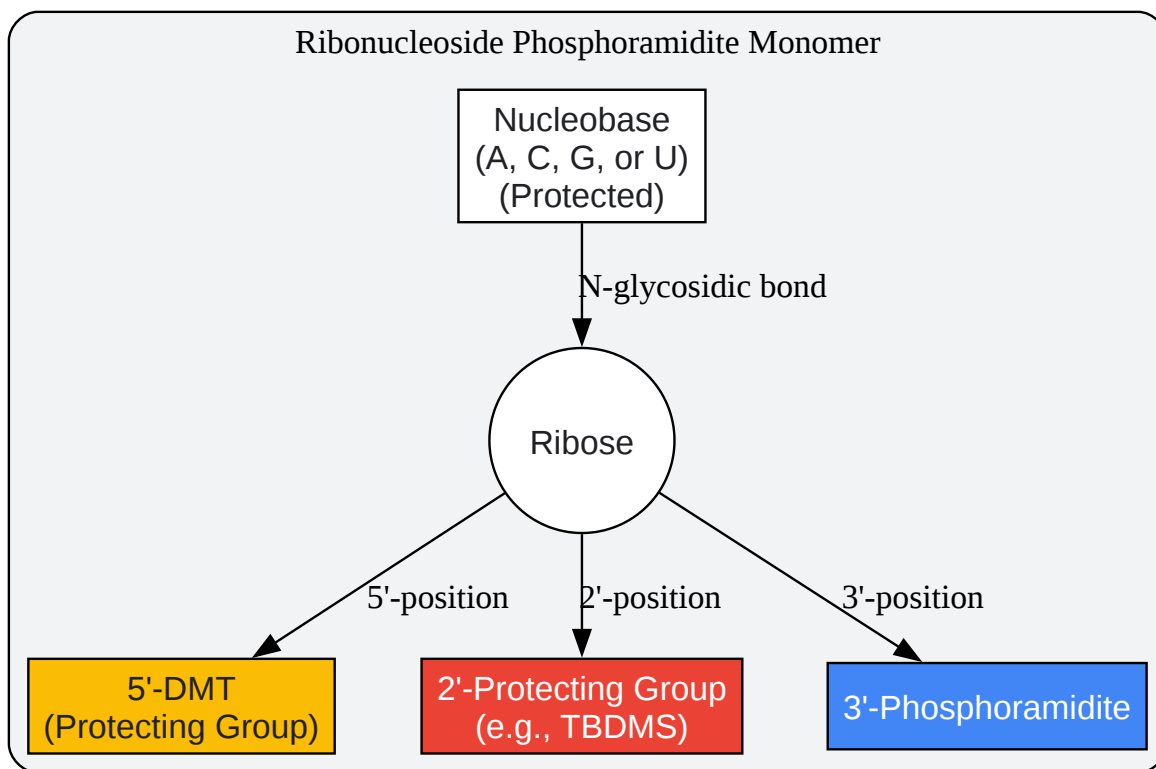 Ribonucleoside Phosphoramidite Monomer
Nucleobase
(A, C, G, or U)
(Protected)
N-glycosidic bond
Ribose
5'-position
2'-position
3'-position
5'-DMT
(Protecting Group)
2'-Protecting Group
(e.g., TBDMS)
3'-Phosphoramidite